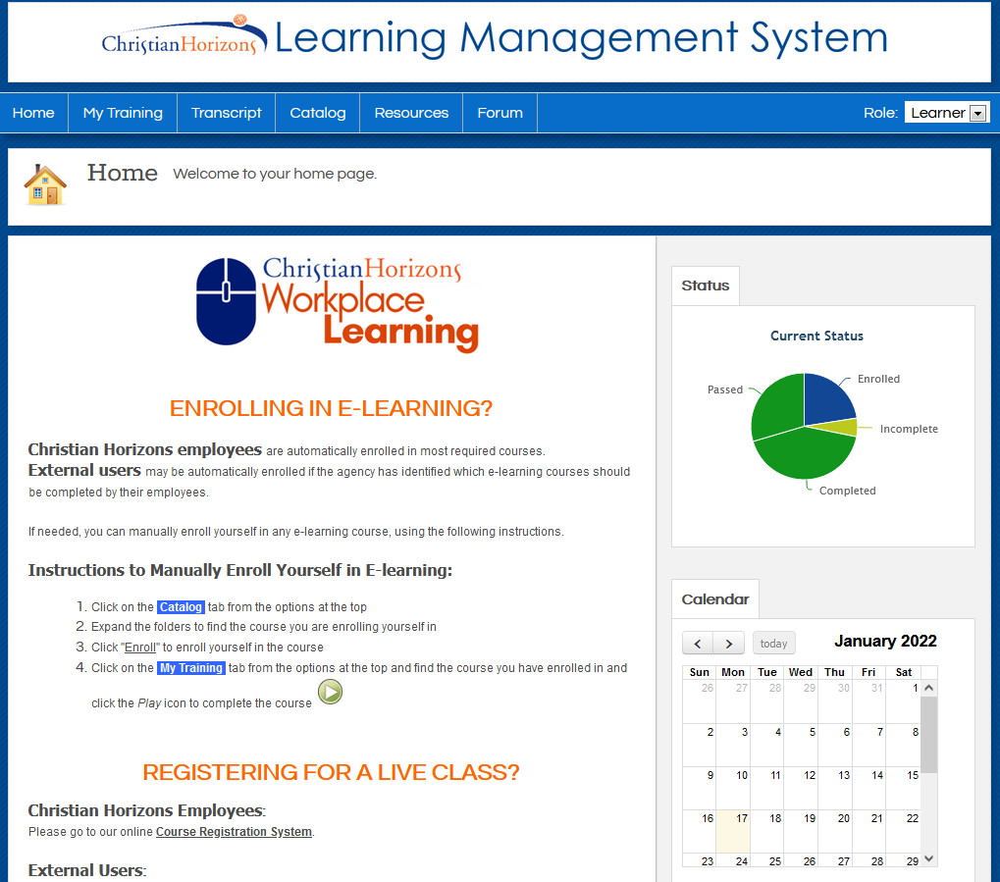 ChristianHorizons Learning Management System
Home My Training Transcript Catalog Resources Forum Role: Learner
Home Welcome to your home page.
ChristianHorizons
Workplace
Learning
ENROLLING IN E-LEARNING?
Christian Horizons employees are automatically enrolled in most required courses.
External users may be automatically enrolled if the agency has identified which e-learning courses should
be completed by their employees.
If needed, you can manually enroll yourself in any e-learning course, using the following instructions.
Instructions to Manually Enroll Yourself in E-learning:
1. Click on the Catalog tab from the options at the top
2. Expand the folders to find the course you are enrolling yourself in
3. Click "Enroll" to enroll yourself in the course
4. Click on the My Training tab from the options at the top and find the course you have enrolled in and
click the Play icon to complete the course
REGISTERING FOR A LIVE CLASS?
Christian Horizons Employees:
Please go to our online Course Registration System.
External Users:
Status
Current Status
Enrolled
Passed
Incomplete
Completed
Calendar
< > today January 2022
Sun Mon Tue Wed Thu Fri Sat
26 27 28 29 30 31 1
2 3 4 5 6 7 8
9 10 11 12 13 14 15
16 17 18 19 20 21 22
23 24 25 26 27 28 29